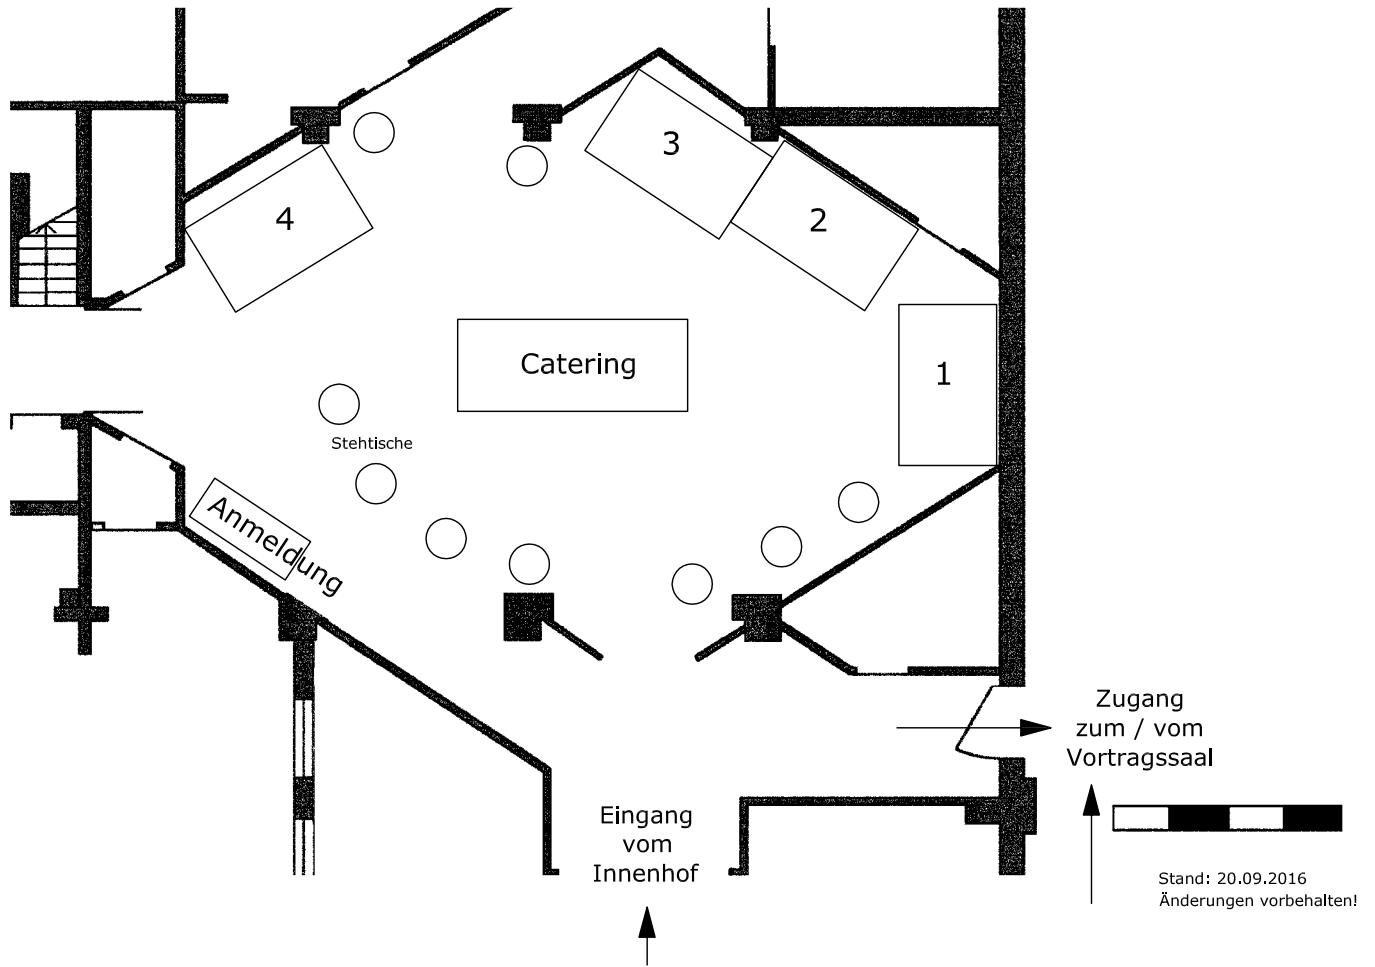 3
4
2
Catering
1
Stehtische
Anmeldung
Zugang
zum / vom
Vortragssaal
Eingang
vom
Innenhof
Stand: 20.09.2016
Änderungen vorbehalten!